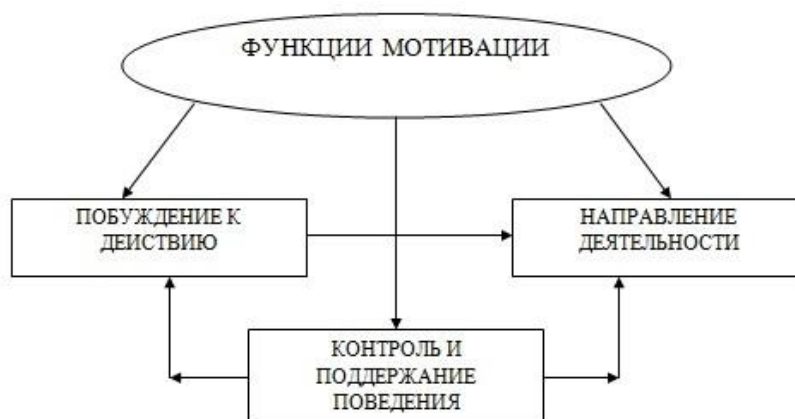 ФУНКЦИИ МОТИВАЦИИ
ПОБУЖДЕНИЕ К
ДЕИСТВИЮ
НАПРАВЛЕНИЕ
ДЕЯТЕЛЬНОСТИ
КОНТРОЛЬ И
ПОДДЕРЖАНИЕ
ПОВЕДЕНИЯ